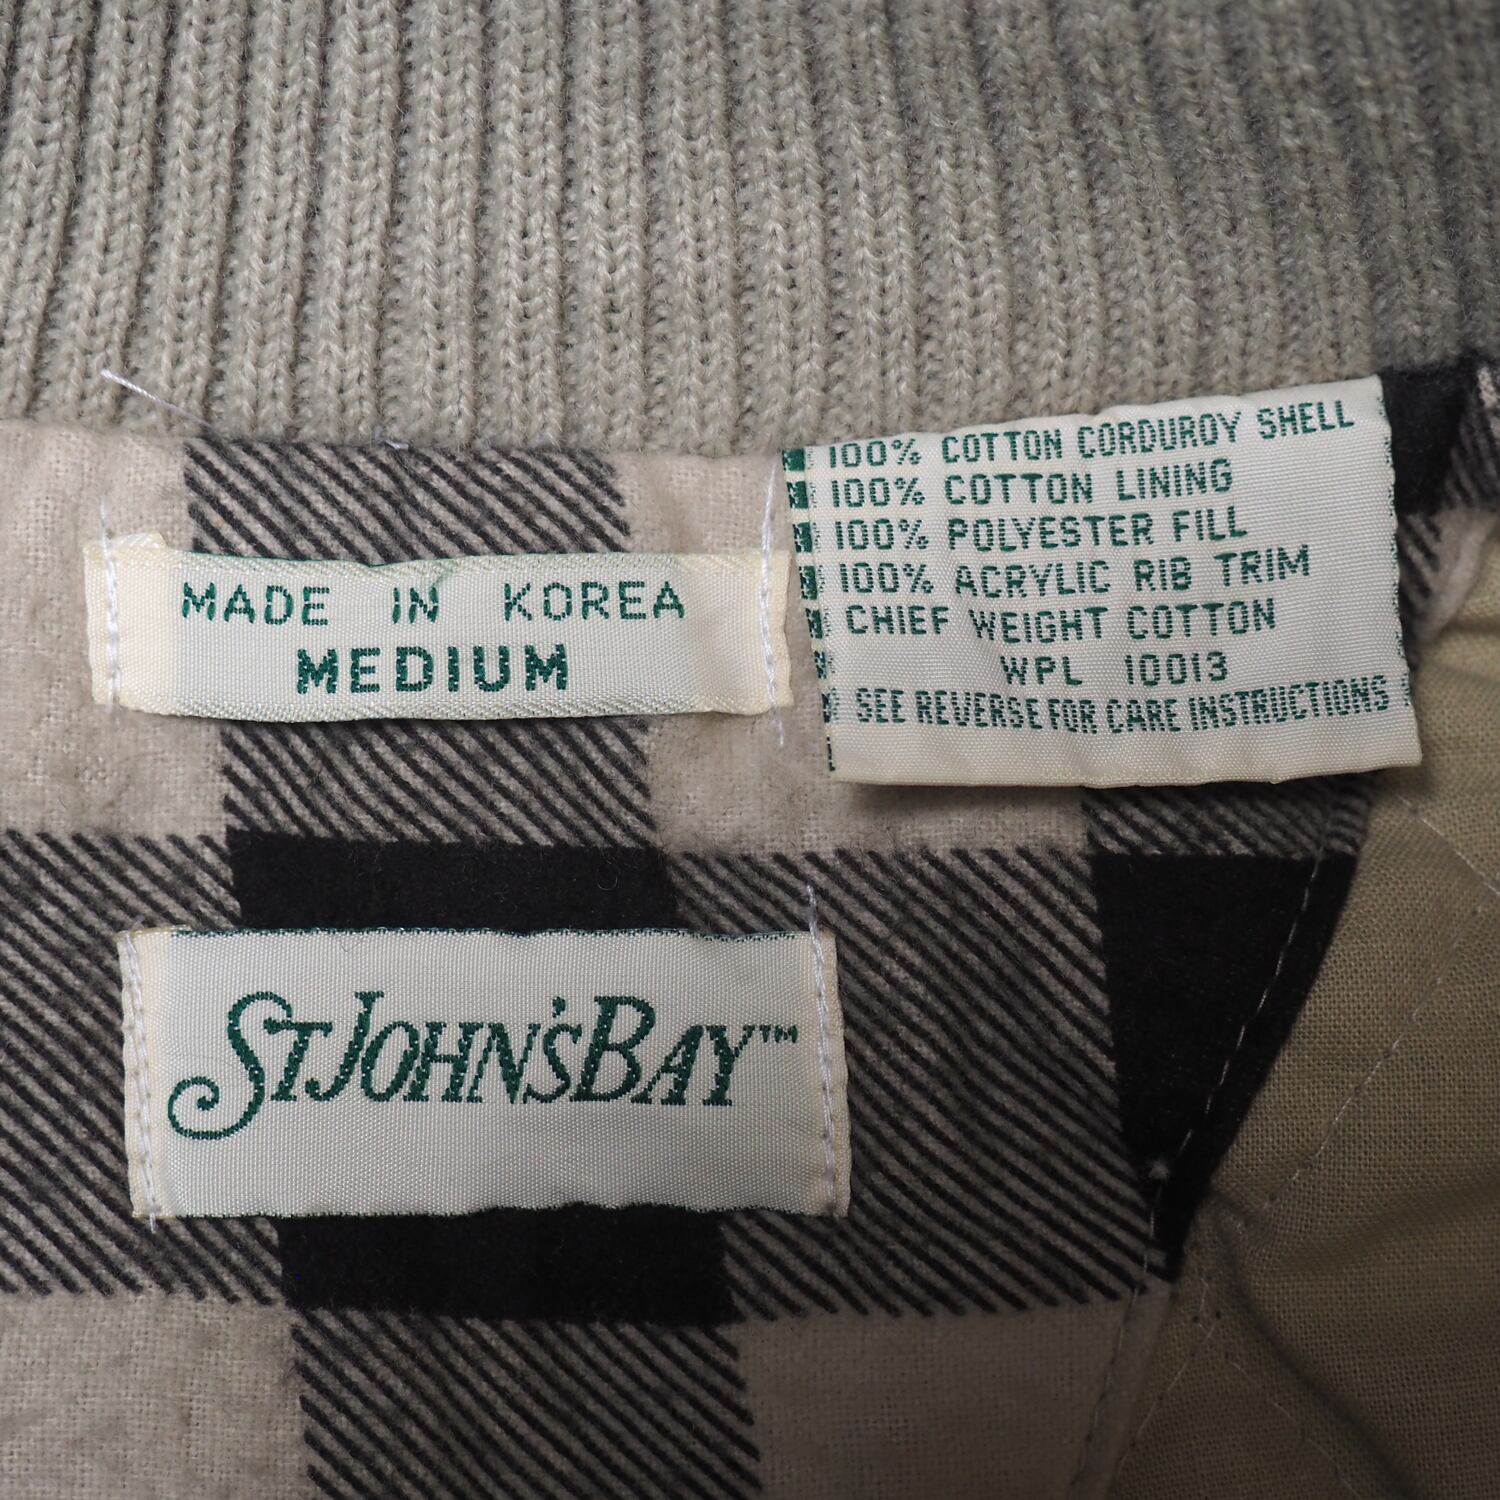 MADE IN KOREA
MEDIUM
100% COTTON CORDUROY SHELL
100% COTTON LINING
100% POLYESTER FILL
100% ACRYLIC RIB TRIM
CHIEF WEIGHT COTTON
WPL 10013
SEE REVERSE FOR CARE INSTRUCTIONS
ST JOHN'S BAY™